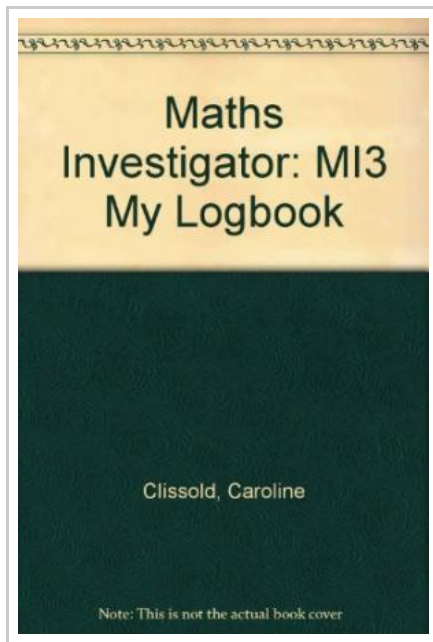 Maths
Investigator: MI3
My Logbook
Clissold, Caroline
Note: This is not the actual book cover